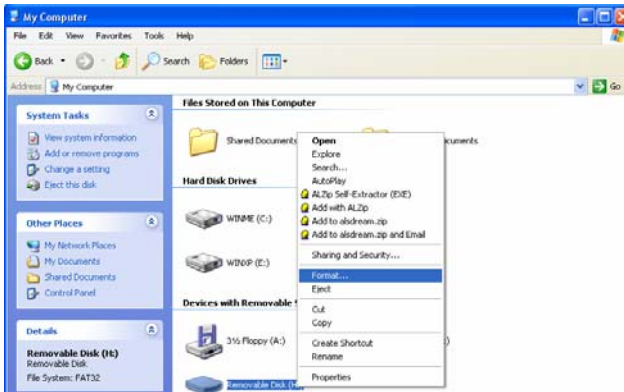 My Computer
File Edit View Favorites Tools Help
Back Search Folders
Address My Computer Go
System Tasks
View system information
Add or remove programs
Change a setting
Eject this disk
Other Places
My Network Places
My Documents
Shared Documents
Control Panel
Details
Removable Disk (H:)
Removable Disk
File System: FAT32
Files Stored on This Computer
Shared Documents
Hard Disk Drives
WINME (C:)
WINXP (E:)
Devices with Removable
3½ Floppy (A:)
Removable Disk (H:
Open
Explore
Search...
AutoPlay
ALZip Self-Extractor (EXE)
Add with ALZip
Add to alsdream.zip
Add to alsdream.zip and Email
Sharing and Security...
Format...
Eject
Cut
Copy
Create Shortcut
Rename
Properties